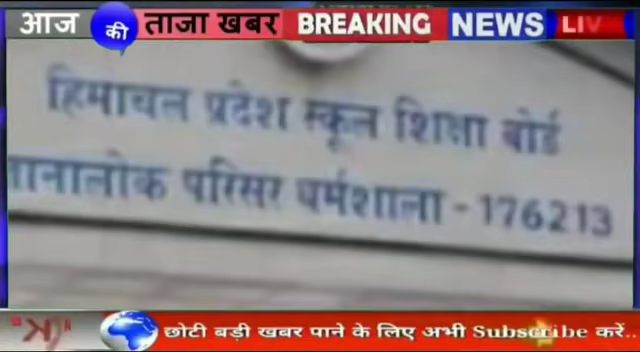 आज की ताजा खबर BREAKING NEWS LIV
हिमाचल प्रदेश स्कूल शिक्षा बोर्ड
ानालोक परिसर धर्मशाला - 176213
छोटी बड़ी खबर पाने के लिए अभी Subscribe करें..